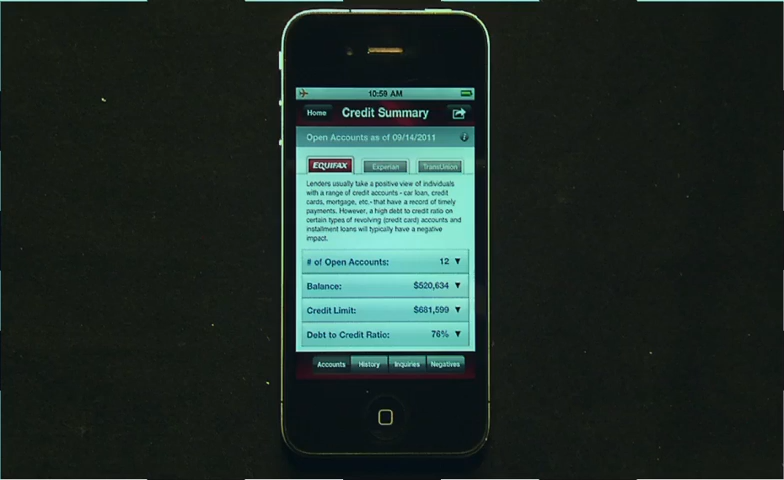 10:59 AM
Home
Credit Summary
Open Accounts as of 09/14/2011
EQUIFAX
Experian
TransUnion
Lenders usually take a positive view of individuals
with a range of credit accounts - car loan, credit
cards, mortgage, etc.- that have a record of timely
payments. However, a high debt to credit ratio on
certain types of revolving (credit card) accounts and
installment loans will typically have a negative
impact.
# of Open Accounts: 12
Balance: $520,634
Credit Limit: $681,599
Debt to Credit Ratio: 76%
Accounts
History
Inquiries
Negatives